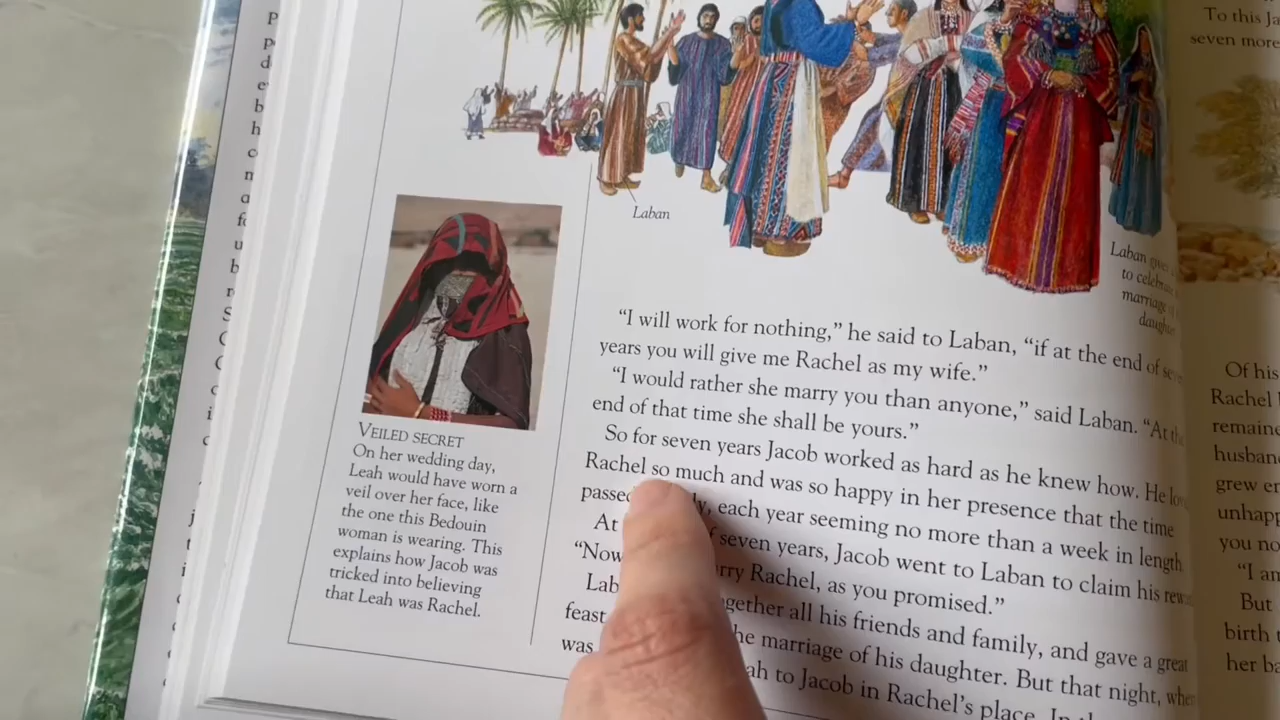 To this Ja
seven more
Laban
Laban
to celebrate
marriage of
daughter
"I will work for nothing," he said to Laban, "if at the end of
years you will give me Rachel as my wife."
"I would rather she marry you than anyone," said Laban. "At
end of that time she shall be yours."
So for seven years Jacob worked as hard as he knew how. He
Rachel so much and was so happy in her presence that the time
passed each year seeming no more than a week in length.
At of seven years, Jacob went to Laban to claim his
"Now Rachel, as you promised."
all his friends and family, and gave a great
feast the marriage of his daughter. But that night,
was to Jacob in Rachel's place.
VEILED SECRET
On her wedding day,
Leah would have worn a
veil over her face, like
the one this Bedouin
woman is wearing. This
explains how Jacob was
tricked into believing
that Leah was Rachel.
Of his
Rachel
remaine
husban
grew e
unhapp
you no
"I am
But
birth
her ba